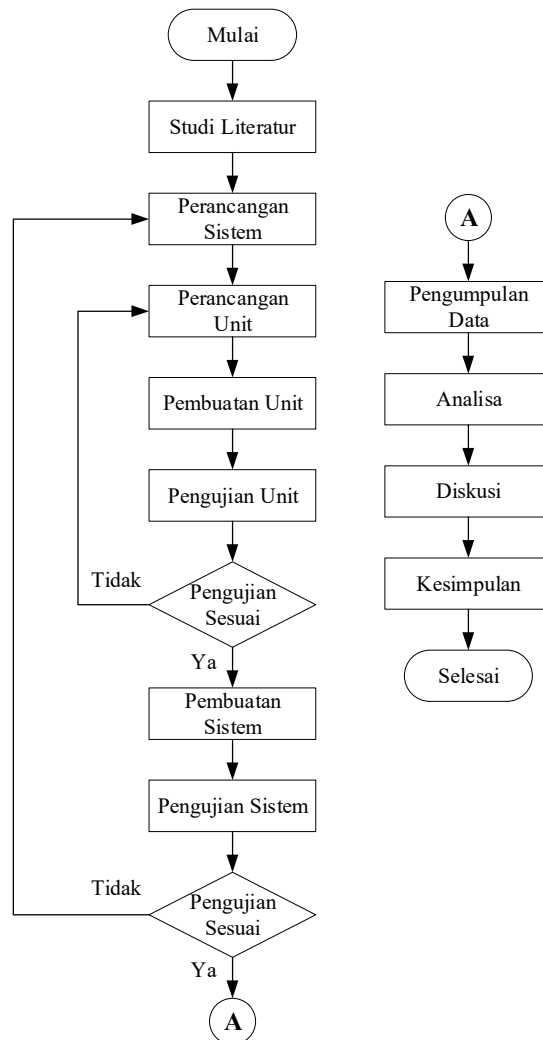 Mulai
Studi Literatur
Perancangan
Sistem
Perancangan
Unit
Pembuatan Unit
Pengujian Unit
Tidak
Pengujian
Sesuai
Ya
Pembuatan
Sistem
Pengujian Sistem
Tidak
Pengujian
Sesuai
Ya
A
A
Pengumpulan
Data
Analisa
Diskusi
Kesimpulan
Selesai